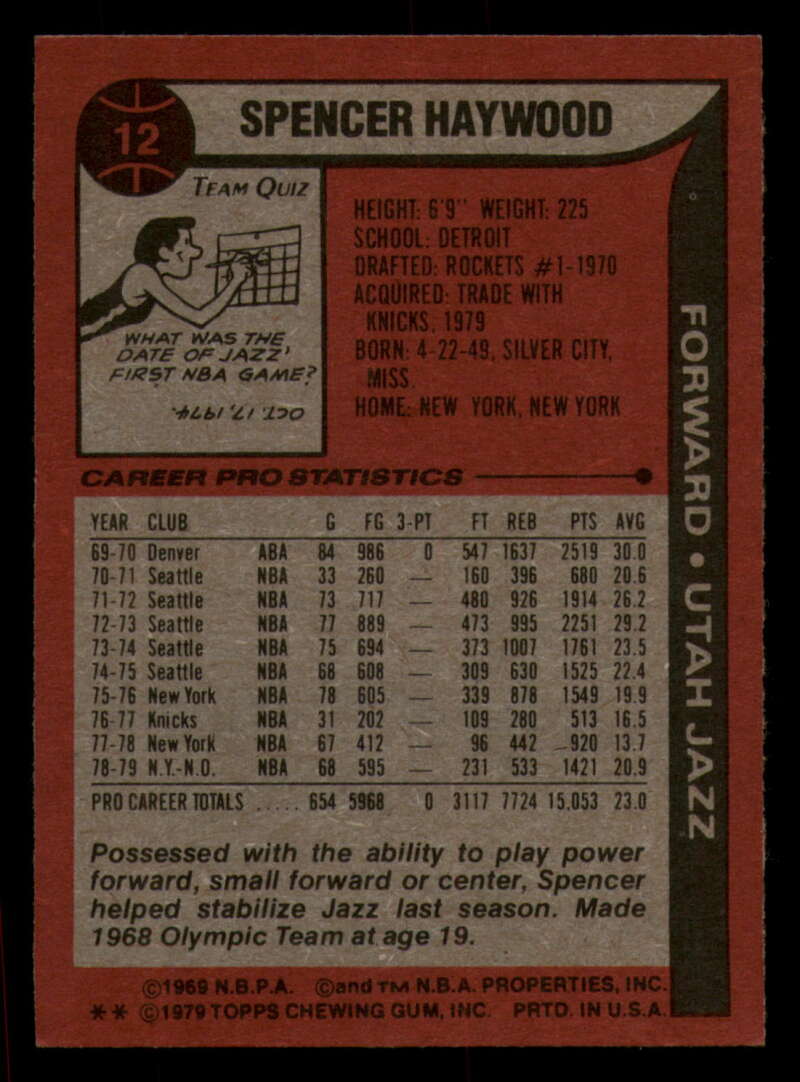 12
SPENCER HAYWOOD
TEAM QUIZ
WHAT WAS THE
DATE OF JAZZ'
FIRST NBA GAME?
OCT. 17, 1974.
HEIGHT: 6'9" WEIGHT: 225
SCHOOL: DETROIT
DRAFTED: ROCKETS #1-1970
ACQUIRED: TRADE WITH
KNICKS, 1979
BORN: 4-22-49, SILVER CITY,
MISS.
HOME: NEW YORK, NEW YORK
FORWARD • UTAH JAZZ
CAREER PRO STATISTICS
YEAR CLUB G FG 3-PT FT REB PTS AVG
69-70 Denver ABA 84 986 0 547 1637 2519 30.0
70-71 Seattle NBA 33 260 — 160 396 680 20.6
71-72 Seattle NBA 73 717 — 480 926 1914 26.2
72-73 Seattle NBA 77 889 — 473 995 2251 29.2
73-74 Seattle NBA 75 694 — 373 1007 1761 23.5
74-75 Seattle NBA 68 608 — 309 630 1525 22.4
75-76 New York NBA 78 605 — 339 878 1549 19.9
76-77 Knicks NBA 31 202 — 109 280 513 16.5
77-78 New York NBA 67 412 — 96 442 920 13.7
78-79 N.Y.-N.O. NBA 68 595 — 231 533 1421 20.9
PRO CAREER TOTALS ..... 654 5968 0 3117 7724 15.053 23.0
Possessed with the ability to play power
forward, small forward or center, Spencer
helped stabilize Jazz last season. Made
1968 Olympic Team at age 19.
©1969 N.B.P.A. ©and TM N.B.A. PROPERTIES, INC.
** ©1979 TOPPS CHEWING GUM, INC. PRTD. IN U.S.A.